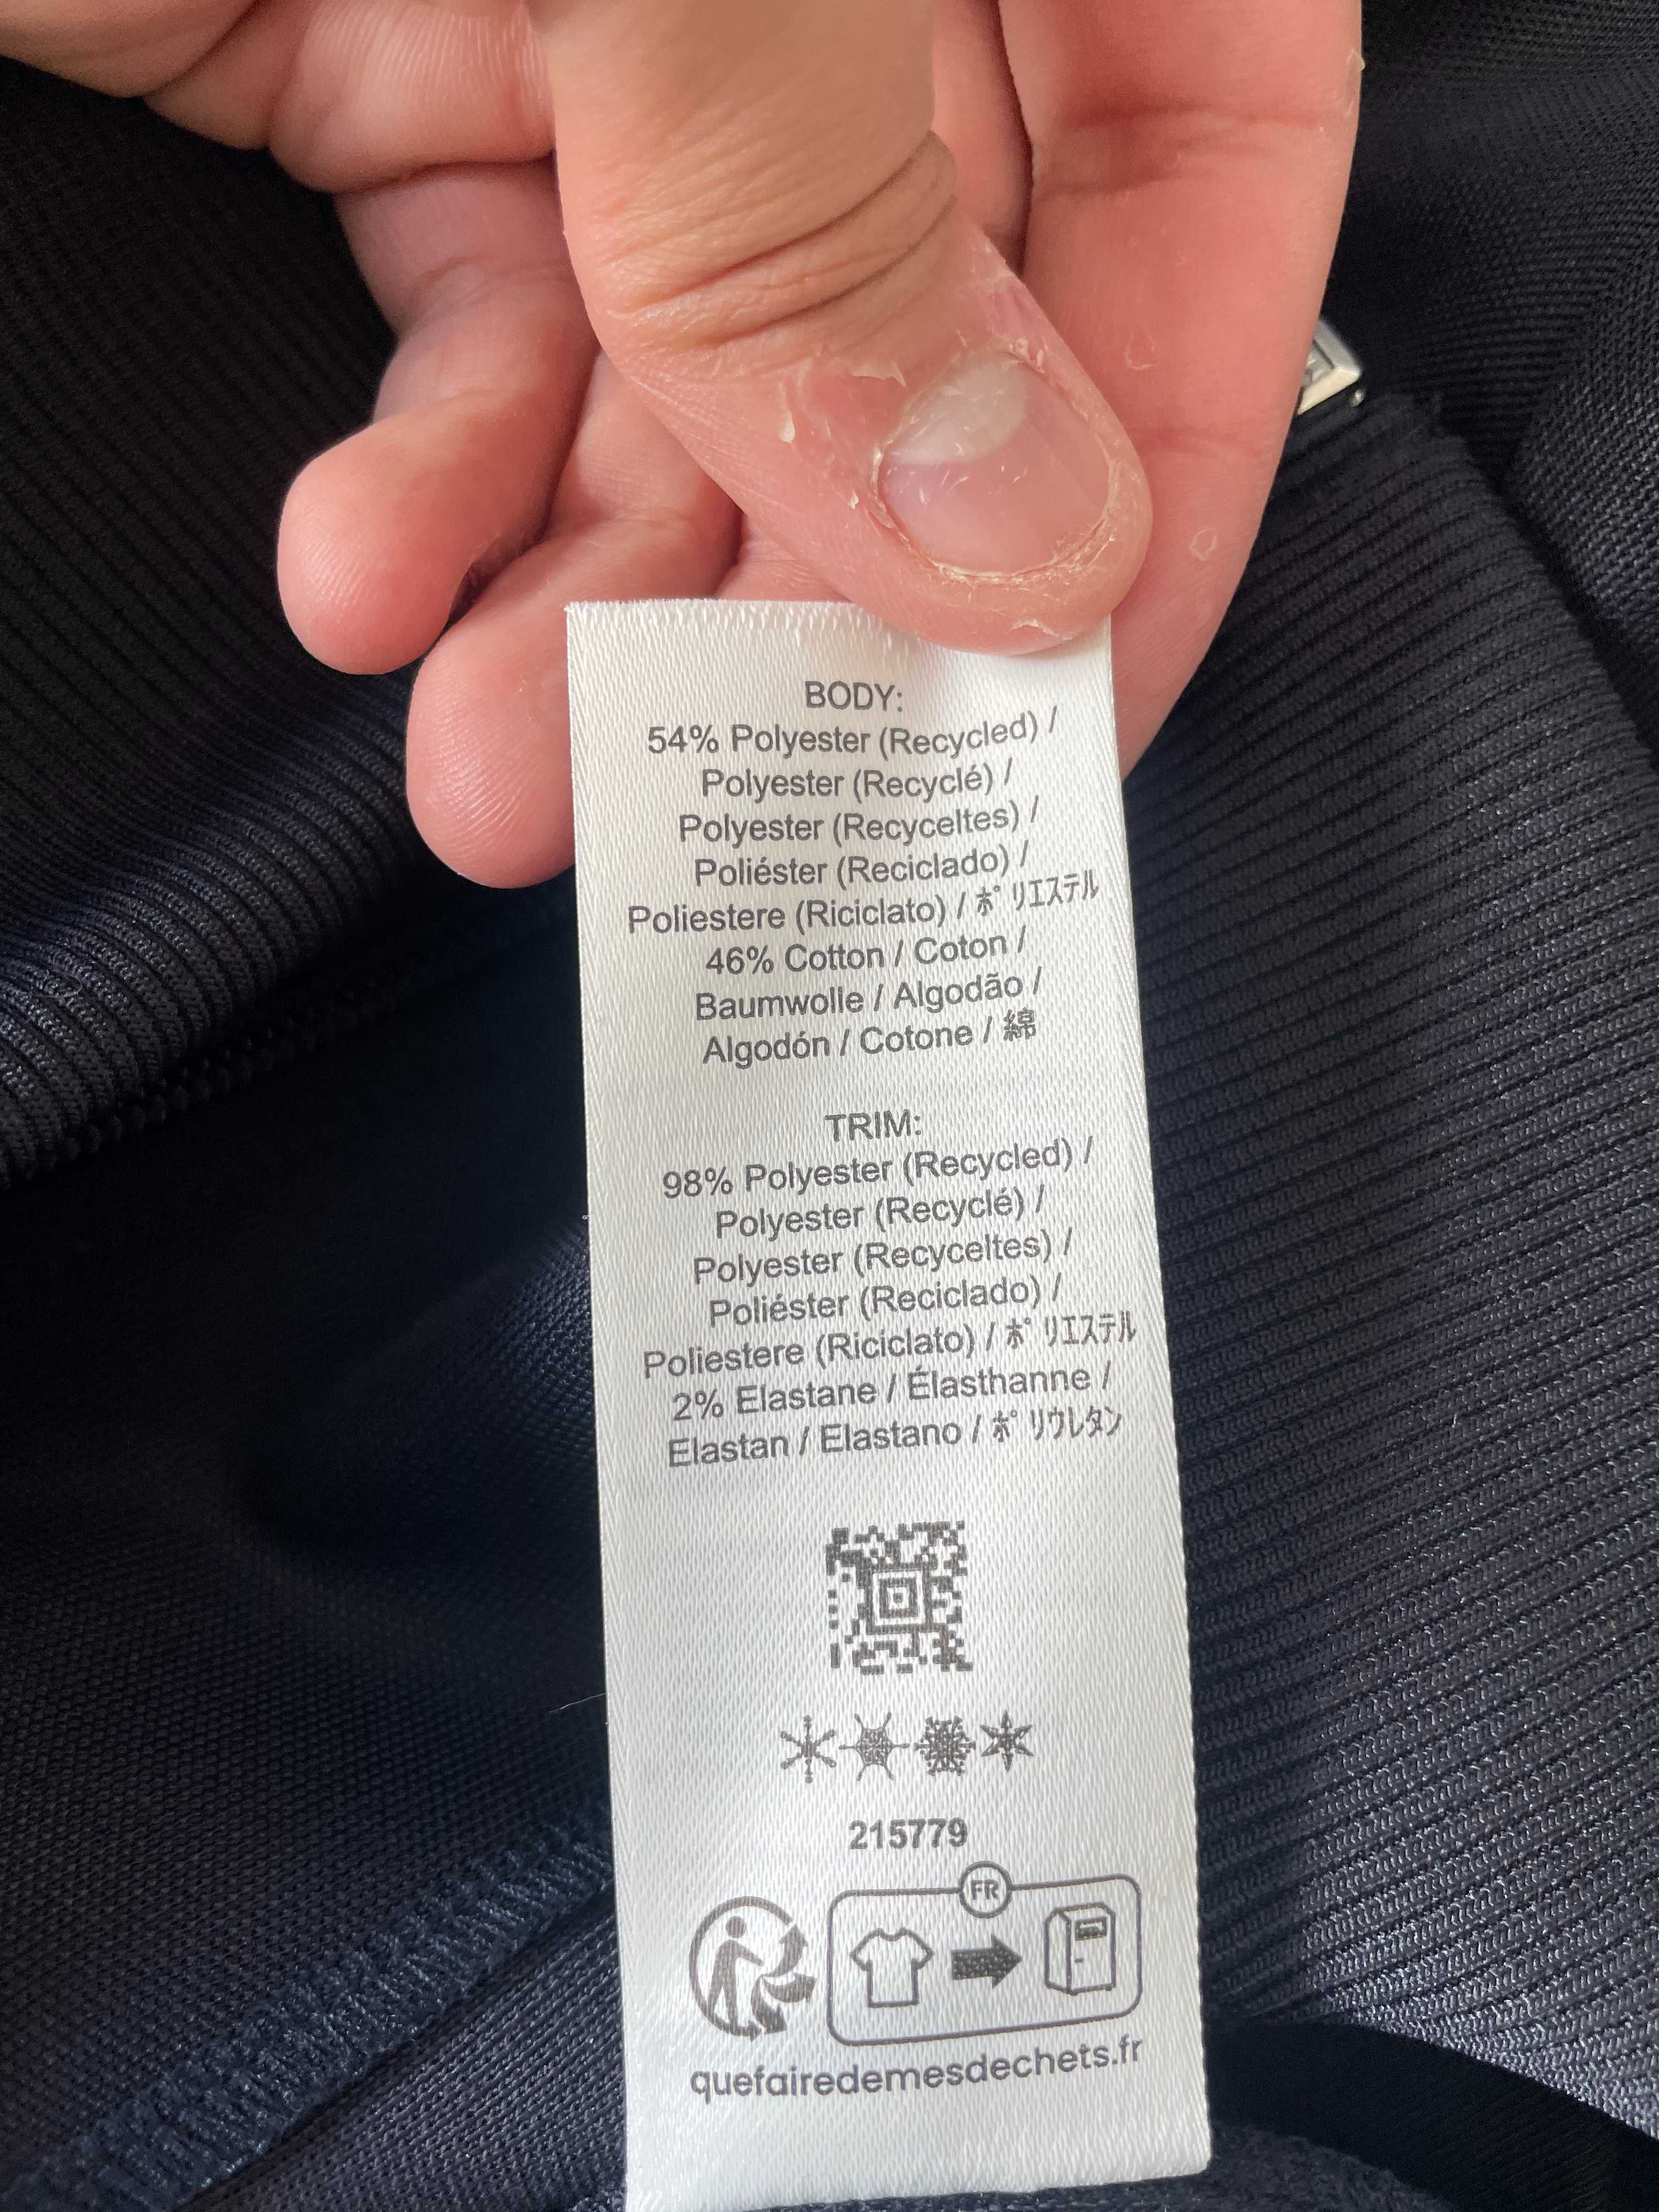 BODY:
54% Polyester (Recycled) /
Polyester (Recyclé) /
Polyester (Recyceltes) /
Poliéster (Reciclado) /
Poliestere (Riciclato) / ﾎﾟﾘｴｽﾃﾙ
46% Cotton / Coton /
Baumwolle / Algodão /
Algodón / Cotone / 綿
TRIM:
98% Polyester (Recycled) /
Polyester (Recyclé) /
Polyester (Recyceltes) /
Poliéster (Reciclado) /
Poliestere (Riciclato) / ﾎﾟﾘｴｽﾃﾙ
2% Elastane / Élasthanne /
Elastan / Elastano / ﾎﾟﾘｳﾚﾀﾝ
215779
FR
quefairedemesdechets.fr